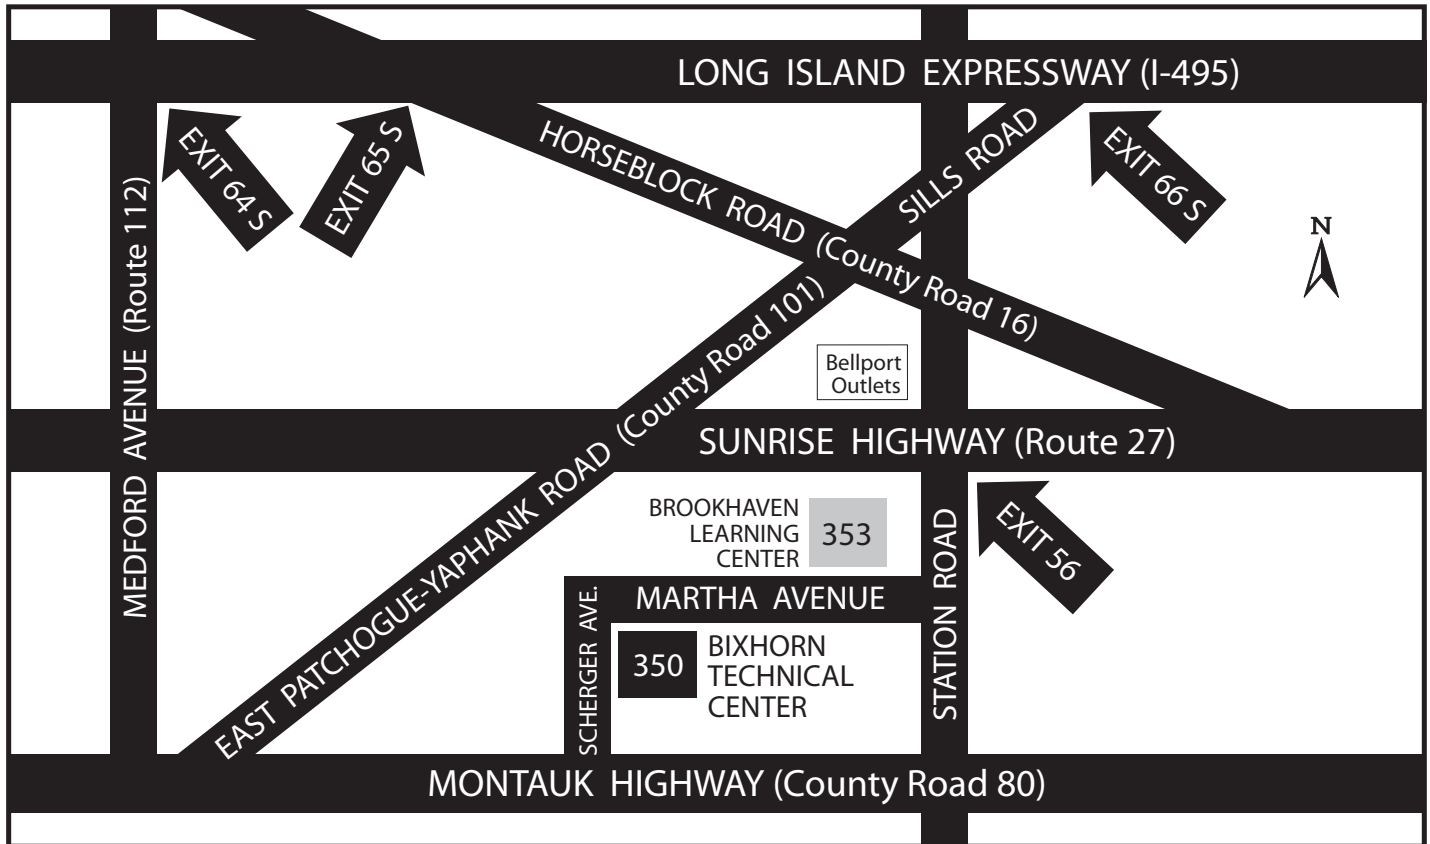 LONG ISLAND EXPRESSWAY (I-495)
EXIT 64 S
EXIT 65 S
HORSEBLOCK ROAD (County Road 16)
SILLS ROAD
EXIT 66 S
N
MEDFORD AVENUE (Route 112)
EAST PATCHOGUE-YAPHANK ROAD (County Road 101)
Bellport
Outlets
SUNRISE HIGHWAY (Route 27)
BROOKHAVEN
LEARNING
CENTER
353
STATION ROAD
EXIT 56
MARTHA AVENUE
SCHERGER AVE.
350
BIXHORN
TECHNICAL
CENTER
MONTAUK HIGHWAY (County Road 80)